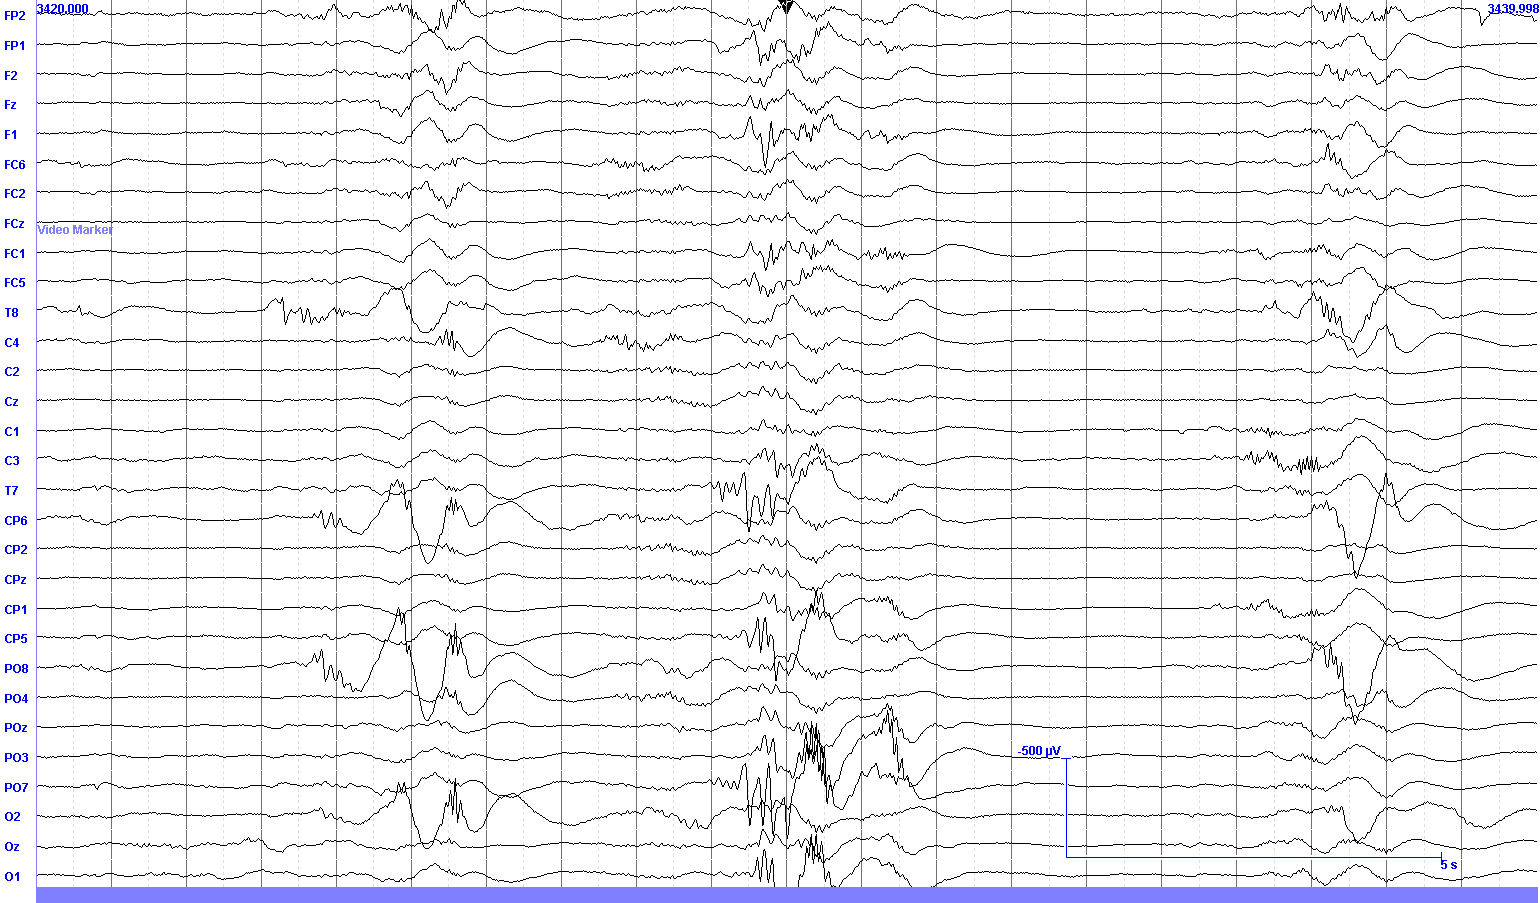 3420.000
3439.998
FP2
FP1
F2
Fz
F1
FC6
FC2
FCz
Video Marker
FC1
FC5
T8
C4
C2
Cz
C1
C3
T7
CP6
CP2
CPz
CP1
CP5
PO8
PO4
POz
-500 µV
PO3
PO7
O2
Oz
5 s
O1